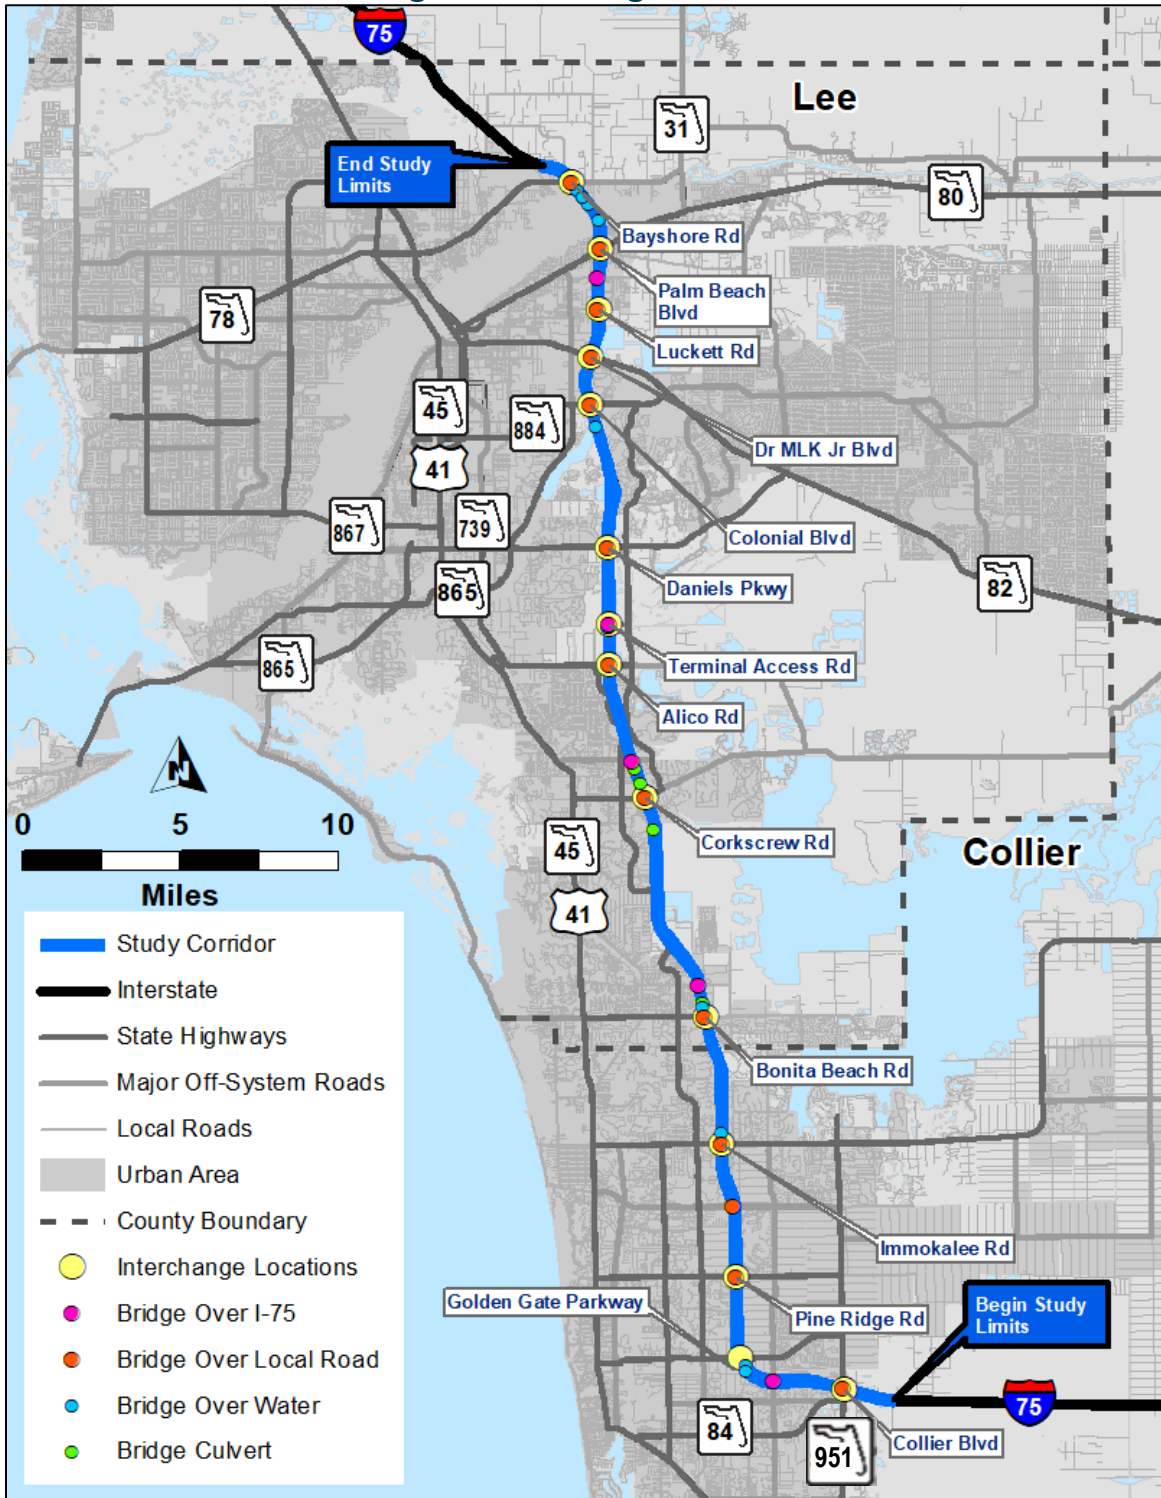 75
Lee
31
End Study
Limits
80
Bayshore Rd
Palm Beach
Blvd
78
Luckett Rd
45
884
41
Dr MLK Jr Blvd
867
739
Colonial Blvd
865
Daniels Pkwy
82
865
Terminal Access Rd
Alico Rd
N
0 5 10
Miles
45
Corkscrew Rd
Collier
41
Study Corridor
Interstate
State Highways
Major Off-System Roads
Local Roads
Urban Area
County Boundary
Interchange Locations
Bridge Over I-75
Bridge Over Local Road
Bridge Over Water
Bridge Culvert
Bonita Beach Rd
Immokalee Rd
Golden Gate Parkway
Pine Ridge Rd
Begin Study
Limits
75
84
951
Collier Blvd